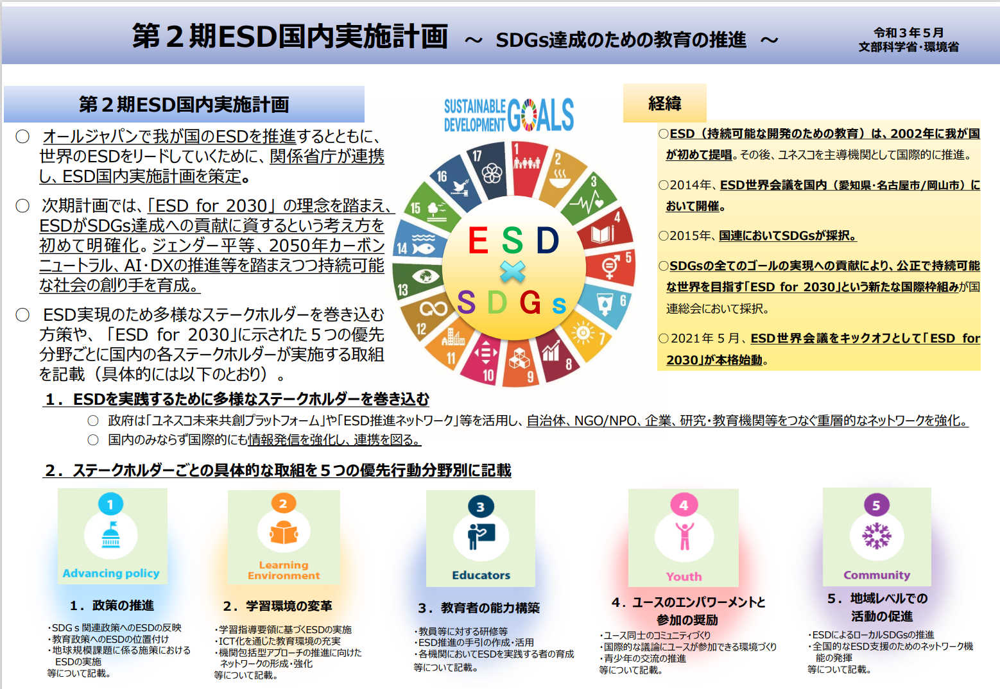 第２期ESD国内実施計画 ～ SDGs達成のための教育の推進 ～
令和３年５月
文部科学省・環境省
第２期ESD国内実施計画
○ オールジャパンで我が国のESDを推進するとともに、
世界のESDをリードしていくために、関係省庁が連携
し、ESD国内実施計画を策定。
○ 次期計画では、「ESD for 2030」の理念を踏まえ、
ESDがSDGs達成への貢献に資するという考え方を
初めて明確化。ジェンダー平等、2050年カーボン
ニュートラル、AI・DXの推進等を踏まえつつ持続可能
な社会の創り手を育成。
○ ESD実現のため多様なステークホルダーを巻き込む
方策や、「ESD for 2030」に示された５つの優先
分野ごとに国内の各ステークホルダーが実施する取組
を記載（具体的には以下のとおり）。
SUSTAINABLE
DEVELOPMENT
GOALS
1
2
3
4
5
6
7
8
9
10
11
12
13
14
15
16
17
ESD
SDGs
経緯
○ESD（持続可能な開発のための教育）は、2002年に我が国
が初めて提唱。その後、ユネスコを主導機関として国際的に推進。
○2014年、ESD世界会議を国内（愛知県・名古屋市/岡山市）に
おいて開催。
○2015年、国連においてSDGsが採択。
○SDGsの全てのゴールの実現への貢献により、公正で持続可能
な世界を目指す「ESD for 2030」という新たな国際枠組みが国
連総会において採択。
○2021年５月、ESD世界会議をキックオフとして「ESD for
2030」が本格始動。
１．ESDを実践するために多様なステークホルダーを巻き込む
○ 政府は「ユネスコ未来共創プラットフォーム」や「ESD推進ネットワーク」等を活用し、自治体、NGO/NPO、企業、研究・教育機関等をつなぐ重層的なネットワークを強化。
○ 国内のみならず国際的にも情報発信を強化し、連携を図る。
２．ステークホルダーごとの具体的な取組を５つの優先行動分野別に記載
1
Advancing policy
１．政策の推進
・SDGｓ関連政策へのESDの反映
・教育政策へのESDの位置付け
・地球規模課題に係る施策における
ESDの実施
等について記載。
2
Learning
Environment
２．学習環境の変革
・学習指導要領に基づくESDの実施
・ICT化を通じた教育環境の充実
・機関包括型アプローチの推進に向けた
ネットワークの形成・強化
等について記載。
3
Educators
３．教育者の能力構築
・教員等に対する研修等
・ESD推進の手引の作成・活用
・各機関においてESDを実践する者の育成
等について記載。
4
Youth
４．ユースのエンパワーメントと
参加の奨励
・ユース同士のコミュニティづくり
・国際的な議論にユースが参加できる環境づくり
・青少年の交流の推進
等について記載。
5
Community
５．地域レベルでの
活動の促進
・ESDによるローカルSDGsの推進
・全国的なESD支援のためのネットワーク機
能の発揮
等について記載。